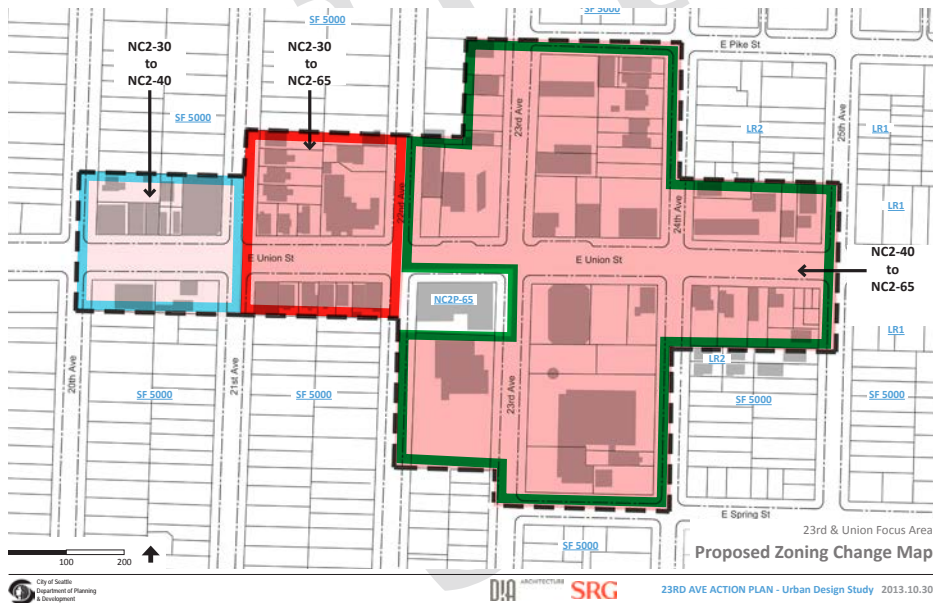 SF 5000
SF 5000
NC2-30
to
NC2-40
NC2-30
to
NC2-65
SF 5000
E Pike St
23rd Ave
25th Ave
LR2
LR1
LR1
22nd Ave
24th Ave
E Union St
E Union St
NC2-40
to
NC2-65
NC2P-65
LR1
LR2
20th Ave
21st Ave
23rd Ave
SF 5000
SF 5000
SF 5000
SF 5000
E Spring St
SF 5000
23rd & Union Focus Area
Proposed Zoning Change Map
100
200
City of Seattle
Department of Planning
& Development
ARCHITECTURE
SRG
23RD AVE ACTION PLAN - Urban Design Study 2013.10.30